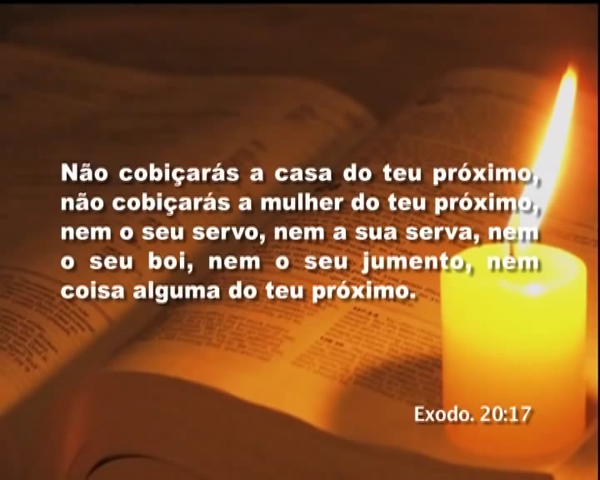 Não cobiçarás a casa do teu próximo,
não cobiçarás a mulher do teu próximo,
nem o seu servo, nem a sua serva, nem
o seu boi, nem o seu jumento, nem
coisa alguma do teu próximo.
Exodo. 20:17